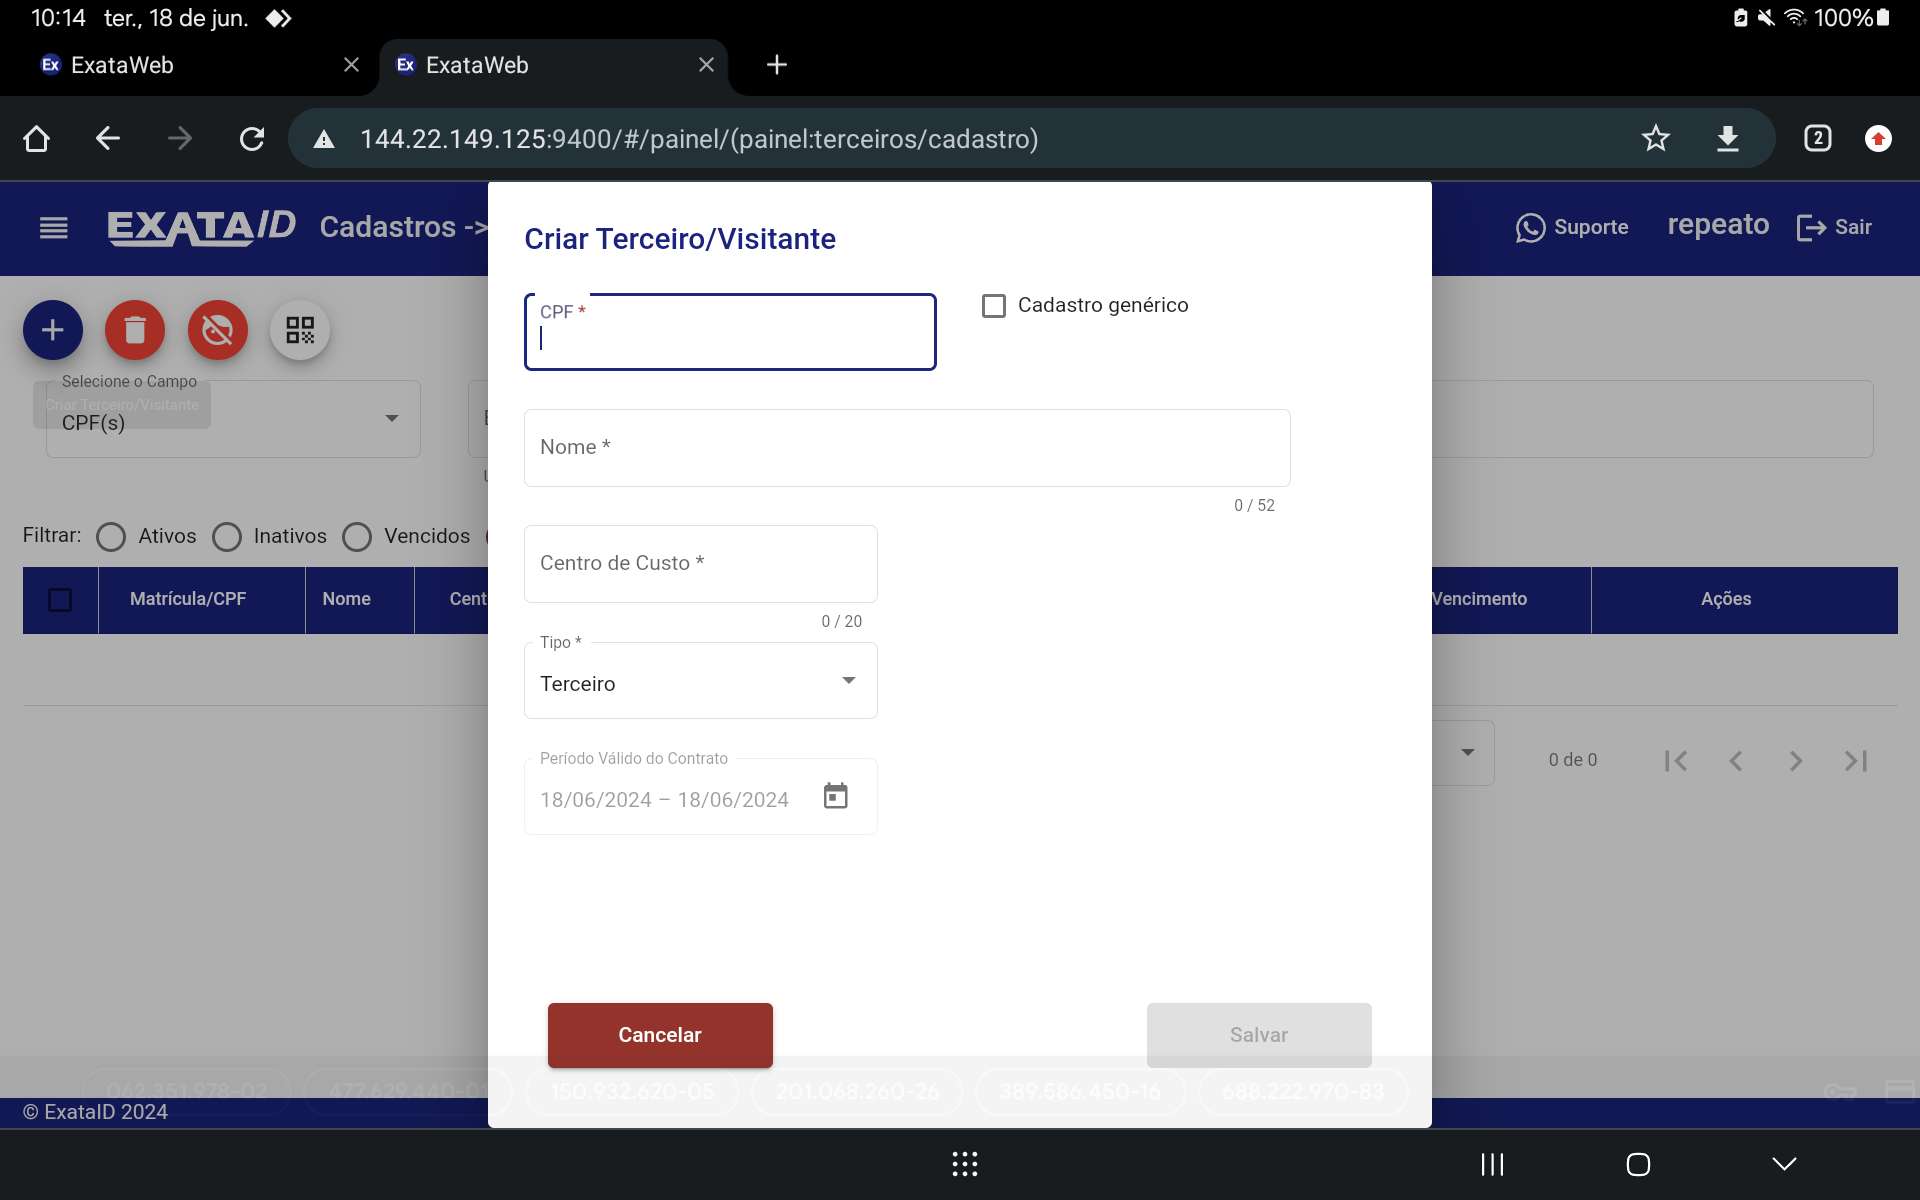 10:14 ter., 18 de jun.
100%
Ex ExataWeb
Ex ExataWeb
144.22.149.125:9400/#/painel/(painel:terceiros/cadastro)
2
EXATAID Cadastros ->
Suporte
repeato
Sair
Criar Terceiro/Visitante
CPF *
Cadastro genérico
Selecione o Campo
Criar Terceiro/Visitante
CPF(s)
Nome *
0 / 52
Filtrar: Ativos Inativos Vencidos
Centro de Custo *
0 / 20
Matrícula/CPF Nome Cent
Vencimento Ações
Tipo *
Terceiro
Período Válido do Contrato
18/06/2024 – 18/06/2024
0 de 0
Cancelar
Salvar
062.351.978-02 477.629.440-01 150.932.620-05 201.068.260-26 389.586.450-16 688.222.970-83
© ExataID 2024